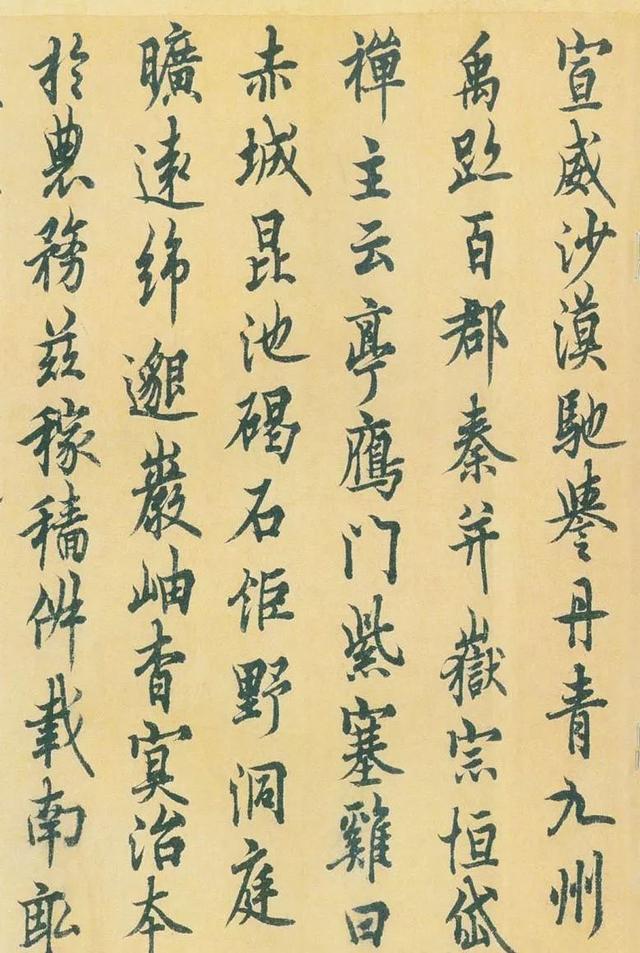 宣威沙漠馳譽丹青九州
禹跡百郡秦并嶽宗恒岱
禪主云亭鴈門紫塞雞田
赤城昆池碣石鉅野洞庭
曠遠綿邈巖岫杳冥治本
於農務茲稼穡俶載南畝